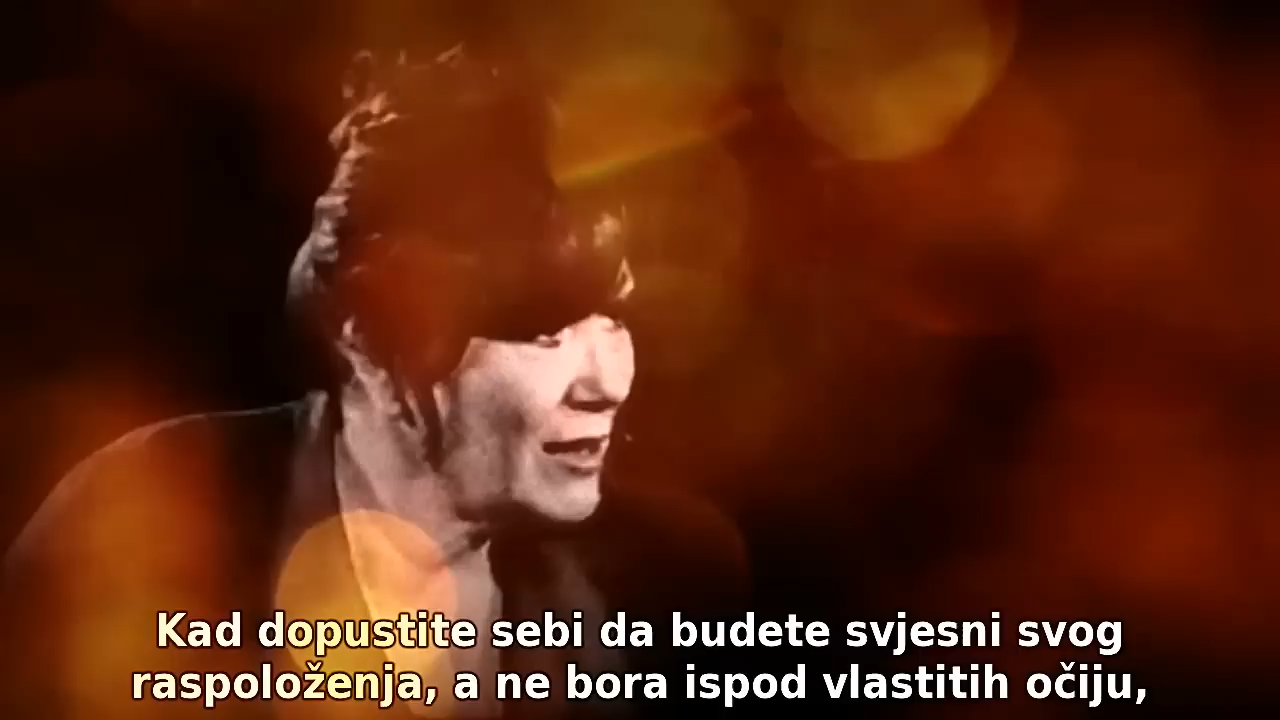 Kad dopustite sebi da budete svjesni svog
raspoloženja, a ne bora ispod vlastitih očiju,